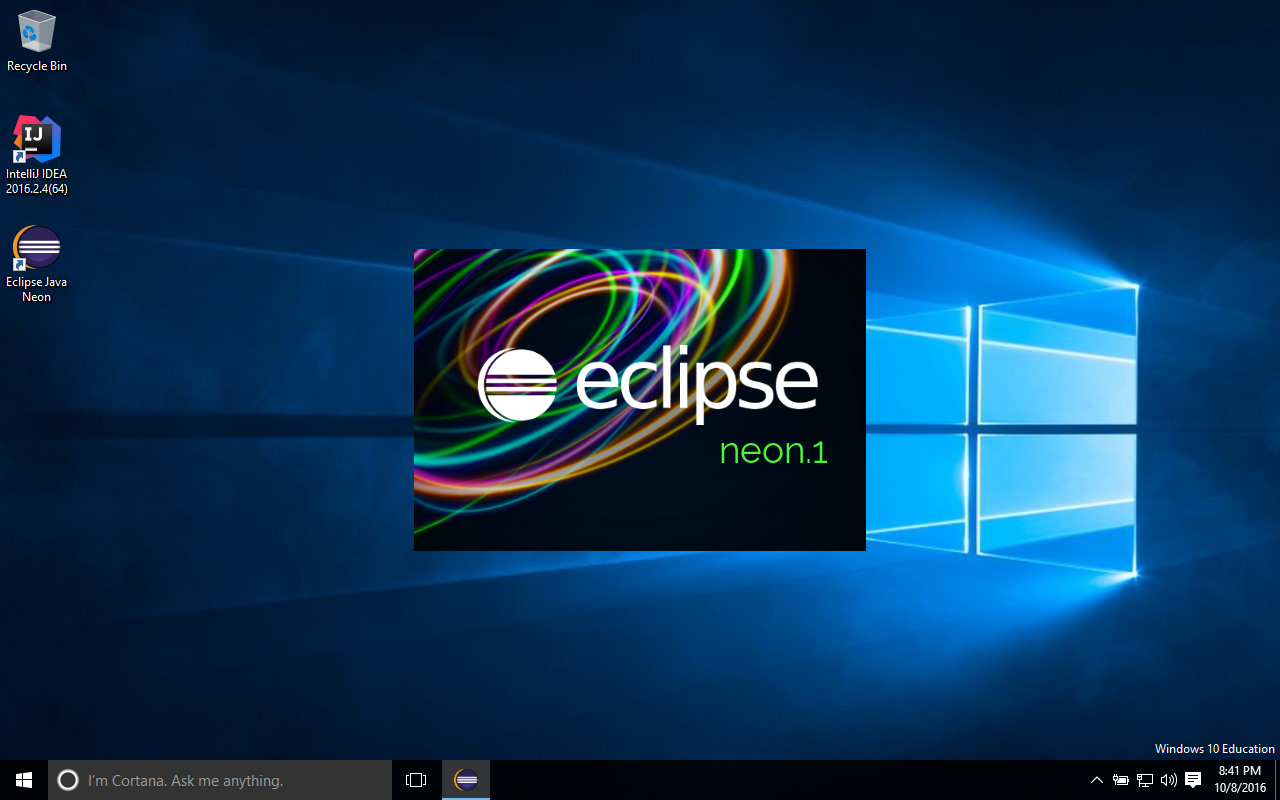 Recycle Bin
IJ
IntelliJ IDEA
2016.2.4(64)
Eclipse Java
Neon
eclipse
neon.1
Windows 10 Education
I'm Cortana. Ask me anything.
8:41 PM
10/8/2016